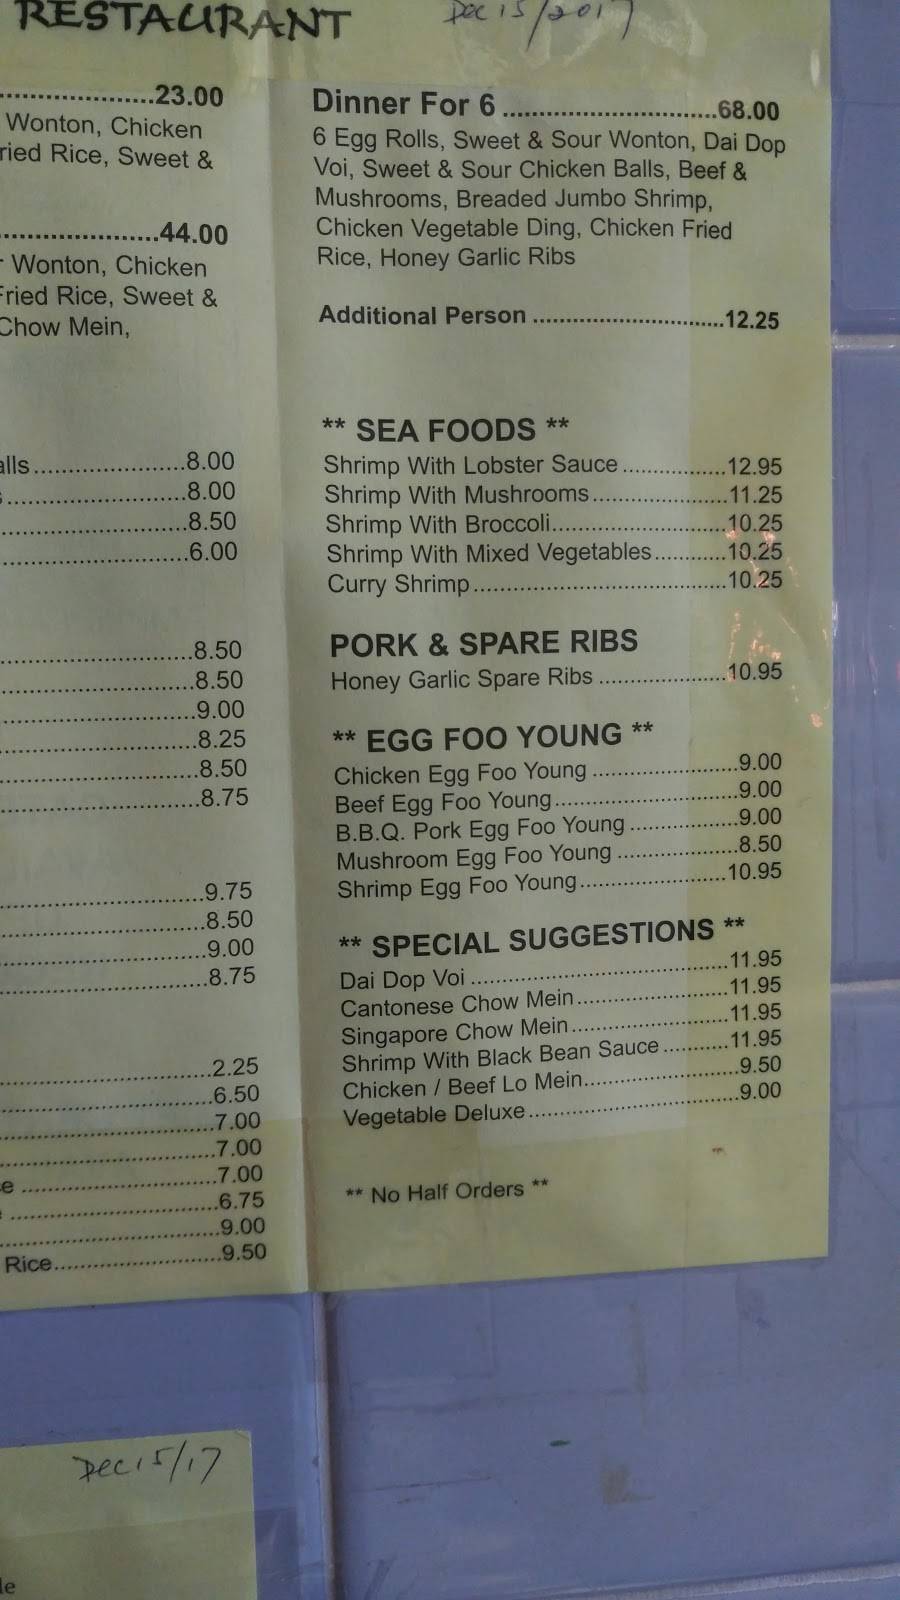 RESTAURANT
Dec 15/2017
....................23.00
Wonton, Chicken
ried Rice, Sweet &
....................44.00
Wonton, Chicken
Fried Rice, Sweet &
Chow Mein,
alls.......................8.00
s...........................8.00
............................8.50
............................6.00
.............................8.50
.............................8.50
.............................9.00
.............................8.25
.............................8.50
.............................8.75
.............................9.75
.............................8.50
.............................9.00
.............................8.75
.............................2.25
.............................6.50
.............................7.00
.............................7.00
e .............................7.00
.............................6.75
.............................9.00
Rice.........................9.50
Dinner For 6 .............................68.00
6 Egg Rolls, Sweet & Sour Wonton, Dai Dop
Voi, Sweet & Sour Chicken Balls, Beef &
Mushrooms, Breaded Jumbo Shrimp,
Chicken Vegetable Ding, Chicken Fried
Rice, Honey Garlic Ribs
Additional Person .............................12.25
** SEA FOODS **
Shrimp With Lobster Sauce ................12.95
Shrimp With Mushrooms.....................11.25
Shrimp With Broccoli...........................10.25
Shrimp With Mixed Vegetables...........10.25
Curry Shrimp.......................................10.25
PORK & SPARE RIBS
Honey Garlic Spare Ribs ....................10.95
** EGG FOO YOUNG **
Chicken Egg Foo Young ......................9.00
Beef Egg Foo Young............................9.00
B.B.Q. Pork Egg Foo Young ................9.00
Mushroom Egg Foo Young ..................8.50
Shrimp Egg Foo Young......................10.95
** SPECIAL SUGGESTIONS **
Dai Dop Voi .......................................11.95
Cantonese Chow Mein.......................11.95
Singapore Chow Mein........................11.95
Shrimp With Black Bean Sauce ..........11.95
Chicken / Beef Lo Mein.......................9.50
Vegetable Deluxe................................9.00
** No Half Orders **
Dec 15/17
le